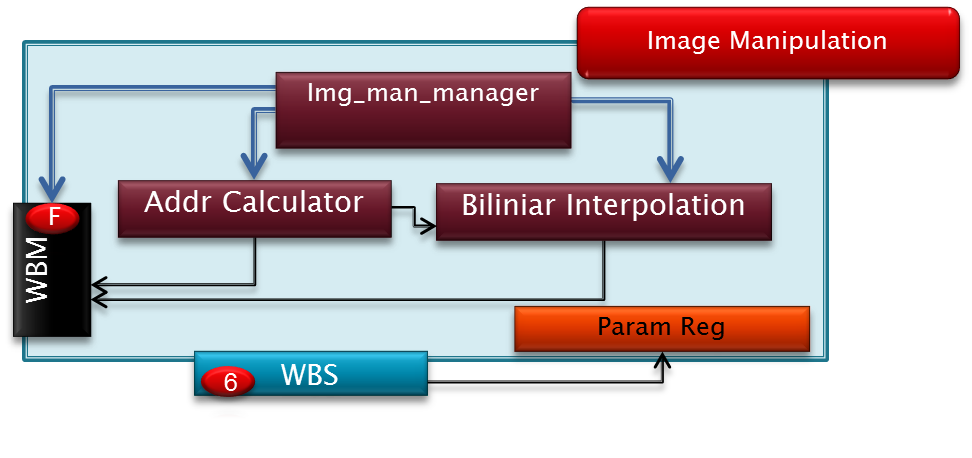 Image Manipulation
Img_man_manager
Addr Calculator
Biliniar Interpolation
F
WBM
Param Reg
6
WBS